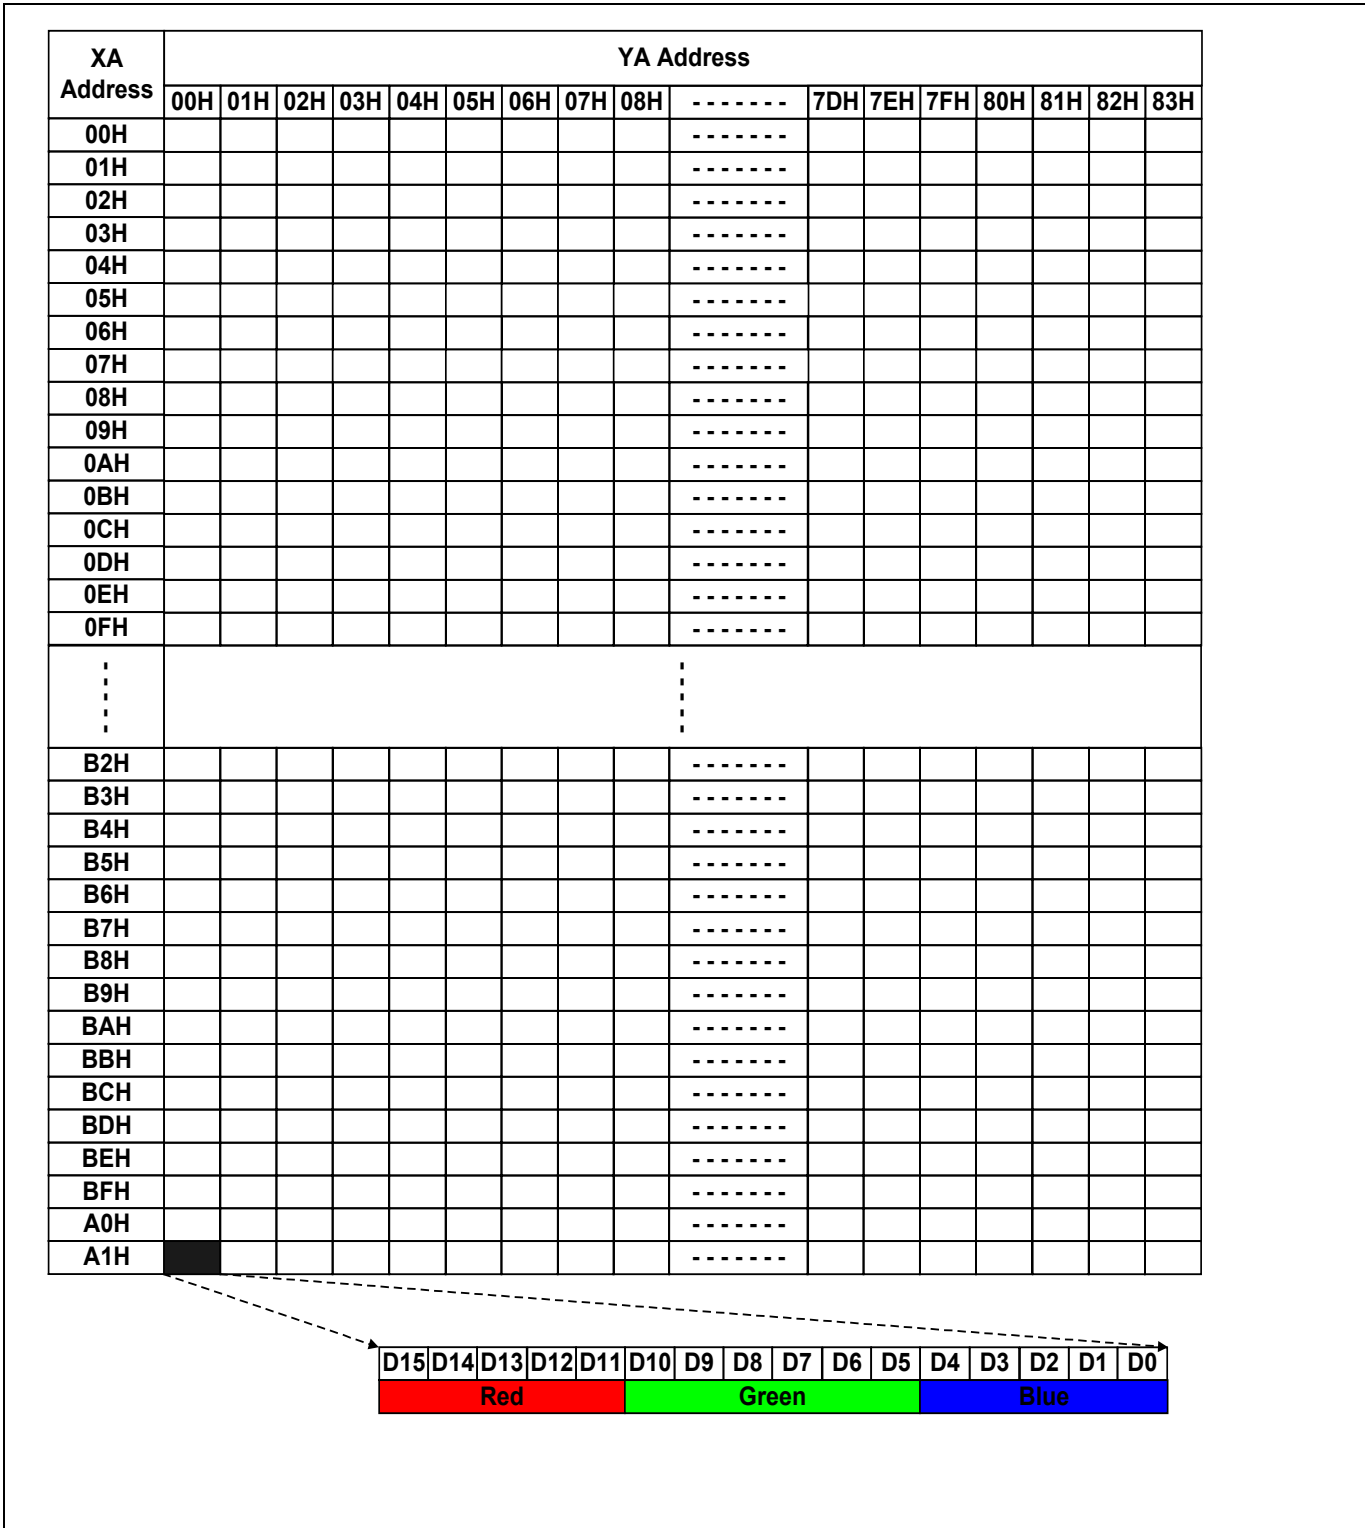 XA Address YA Address
00H 01H 02H 03H 04H 05H 06H 07H 08H - - - - - - - 7DH 7EH 7FH 80H 81H 82H 83H
00H - - - - - - -
01H - - - - - - -
02H - - - - - - -
03H - - - - - - -
04H - - - - - - -
05H - - - - - - -
06H - - - - - - -
07H - - - - - - -
08H - - - - - - -
09H - - - - - - -
0AH - - - - - - -
0BH - - - - - - -
0CH - - - - - - -
0DH - - - - - - -
0EH - - - - - - -
0FH - - - - - - -
B2H - - - - - - -
B3H - - - - - - -
B4H - - - - - - -
B5H - - - - - - -
B6H - - - - - - -
B7H - - - - - - -
B8H - - - - - - -
B9H - - - - - - -
BAH - - - - - - -
BBH - - - - - - -
BCH - - - - - - -
BDH - - - - - - -
BEH - - - - - - -
BFH - - - - - - -
A0H - - - - - - -
A1H - - - - - - -
D15 D14 D13 D12 D11 D10 D9 D8 D7 D6 D5 D4 D3 D2 D1 D0
Red Green Blue